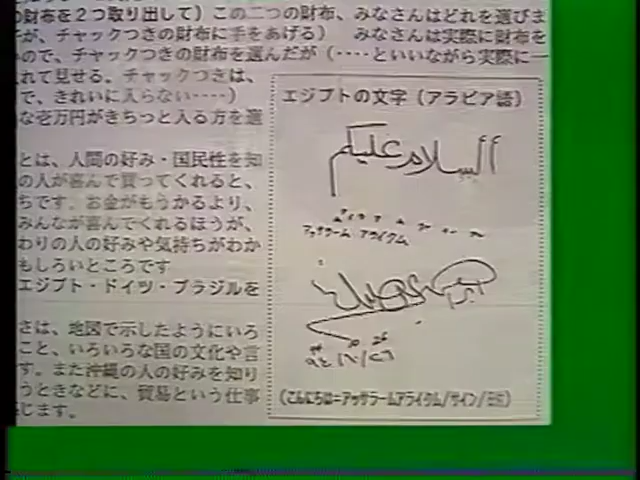 の財布を２つ取り出して）この二つの財布、みなさんはどれを選びま
が、チャックつきの財布に手をあげる）　みなさんは実際に財布を
ので、チャックつきの財布を選んだが（‥‥といいながら実際に一
れて見せる。チャックつきは、
で、きれいに入らない‥‥）
な壱万円がきちっと入る方を選
とは、人間の好み・国民性を知
の人が喜んで買ってくれると、
ちです。お金がもうかるより、
みんなが喜んでくれるほうが、
わりの人の好みや気持ちがわか
もしろいところです
エジプト・ドイツ・ブラジルを
さは、地図で示したようにいろ
こと、いろいろな国の文化や言
す。また沖縄の人の好みを知り
うときなどに、貿易という仕事
じます。
エジプトの文字（アラビア語）
ألسلام عليكم
アッサラーム アライクム
（こんにちは=アッサラームアライクム/サイン/日付）